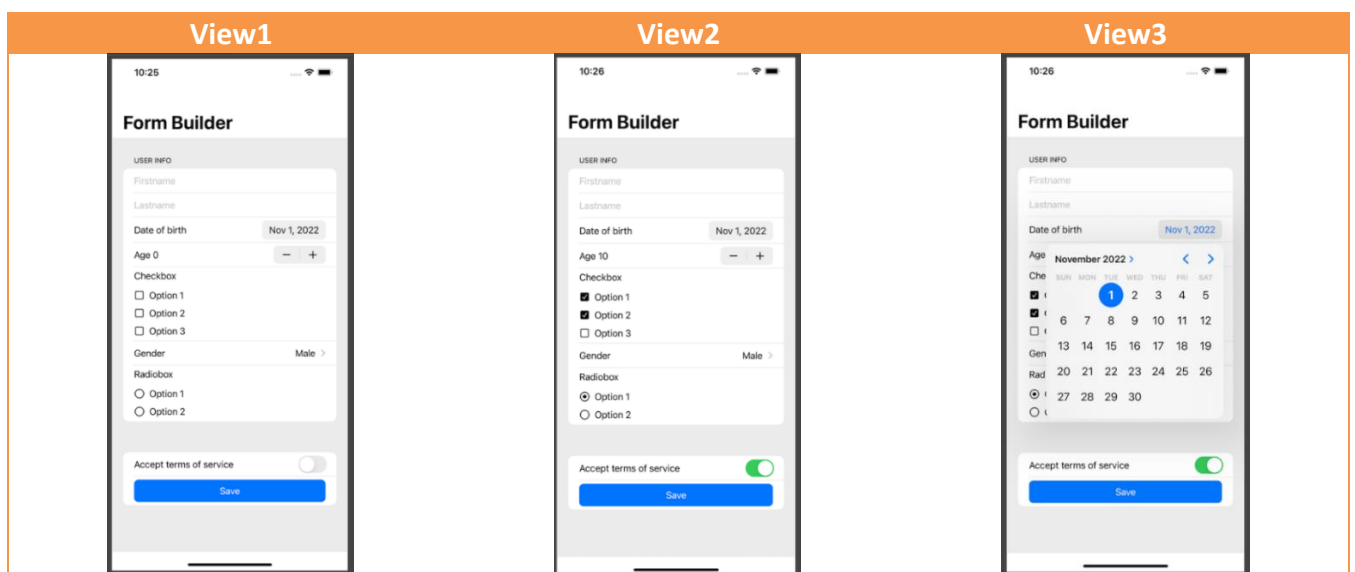 View1 View2 View3
10:25
Form Builder
USER INFO
Firstname
Lastname
Date of birth Nov 1, 2022
Age 0 − +
Checkbox
Option 1
Option 2
Option 3
Gender Male >
Radiobox
Option 1
Option 2
Accept terms of service
Save
10:26
Form Builder
USER INFO
Firstname
Lastname
Date of birth Nov 1, 2022
Age 10 − +
Checkbox
Option 1
Option 2
Option 3
Gender Male >
Radiobox
Option 1
Option 2
Accept terms of service
Save
10:26
Form Builder
USER INFO
Firstname
Lastname
Date of birth Nov 1, 2022
Age
November 2022 > < >
Che
SUN MON TUE WED THU FRI SAT
1 2 3 4 5
6 7 8 9 10 11 12
13 14 15 16 17 18 19
Gen
20 21 22 23 24 25 26
Rad
27 28 29 30
Accept terms of service
Save